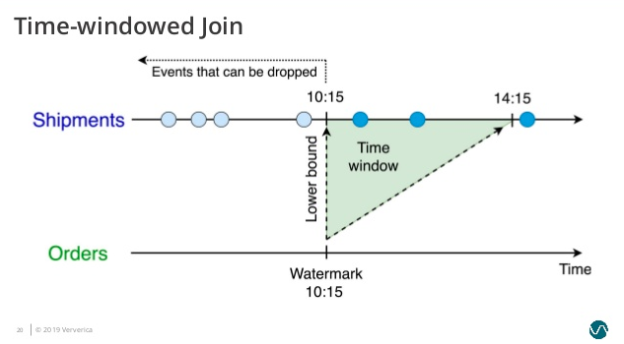 Time-windowed Join
Events that can be dropped
10:15
14:15
Shipments
Lower bound
Time
window
Orders
Time
Watermark
10:15
20 | © 2019 Ververica